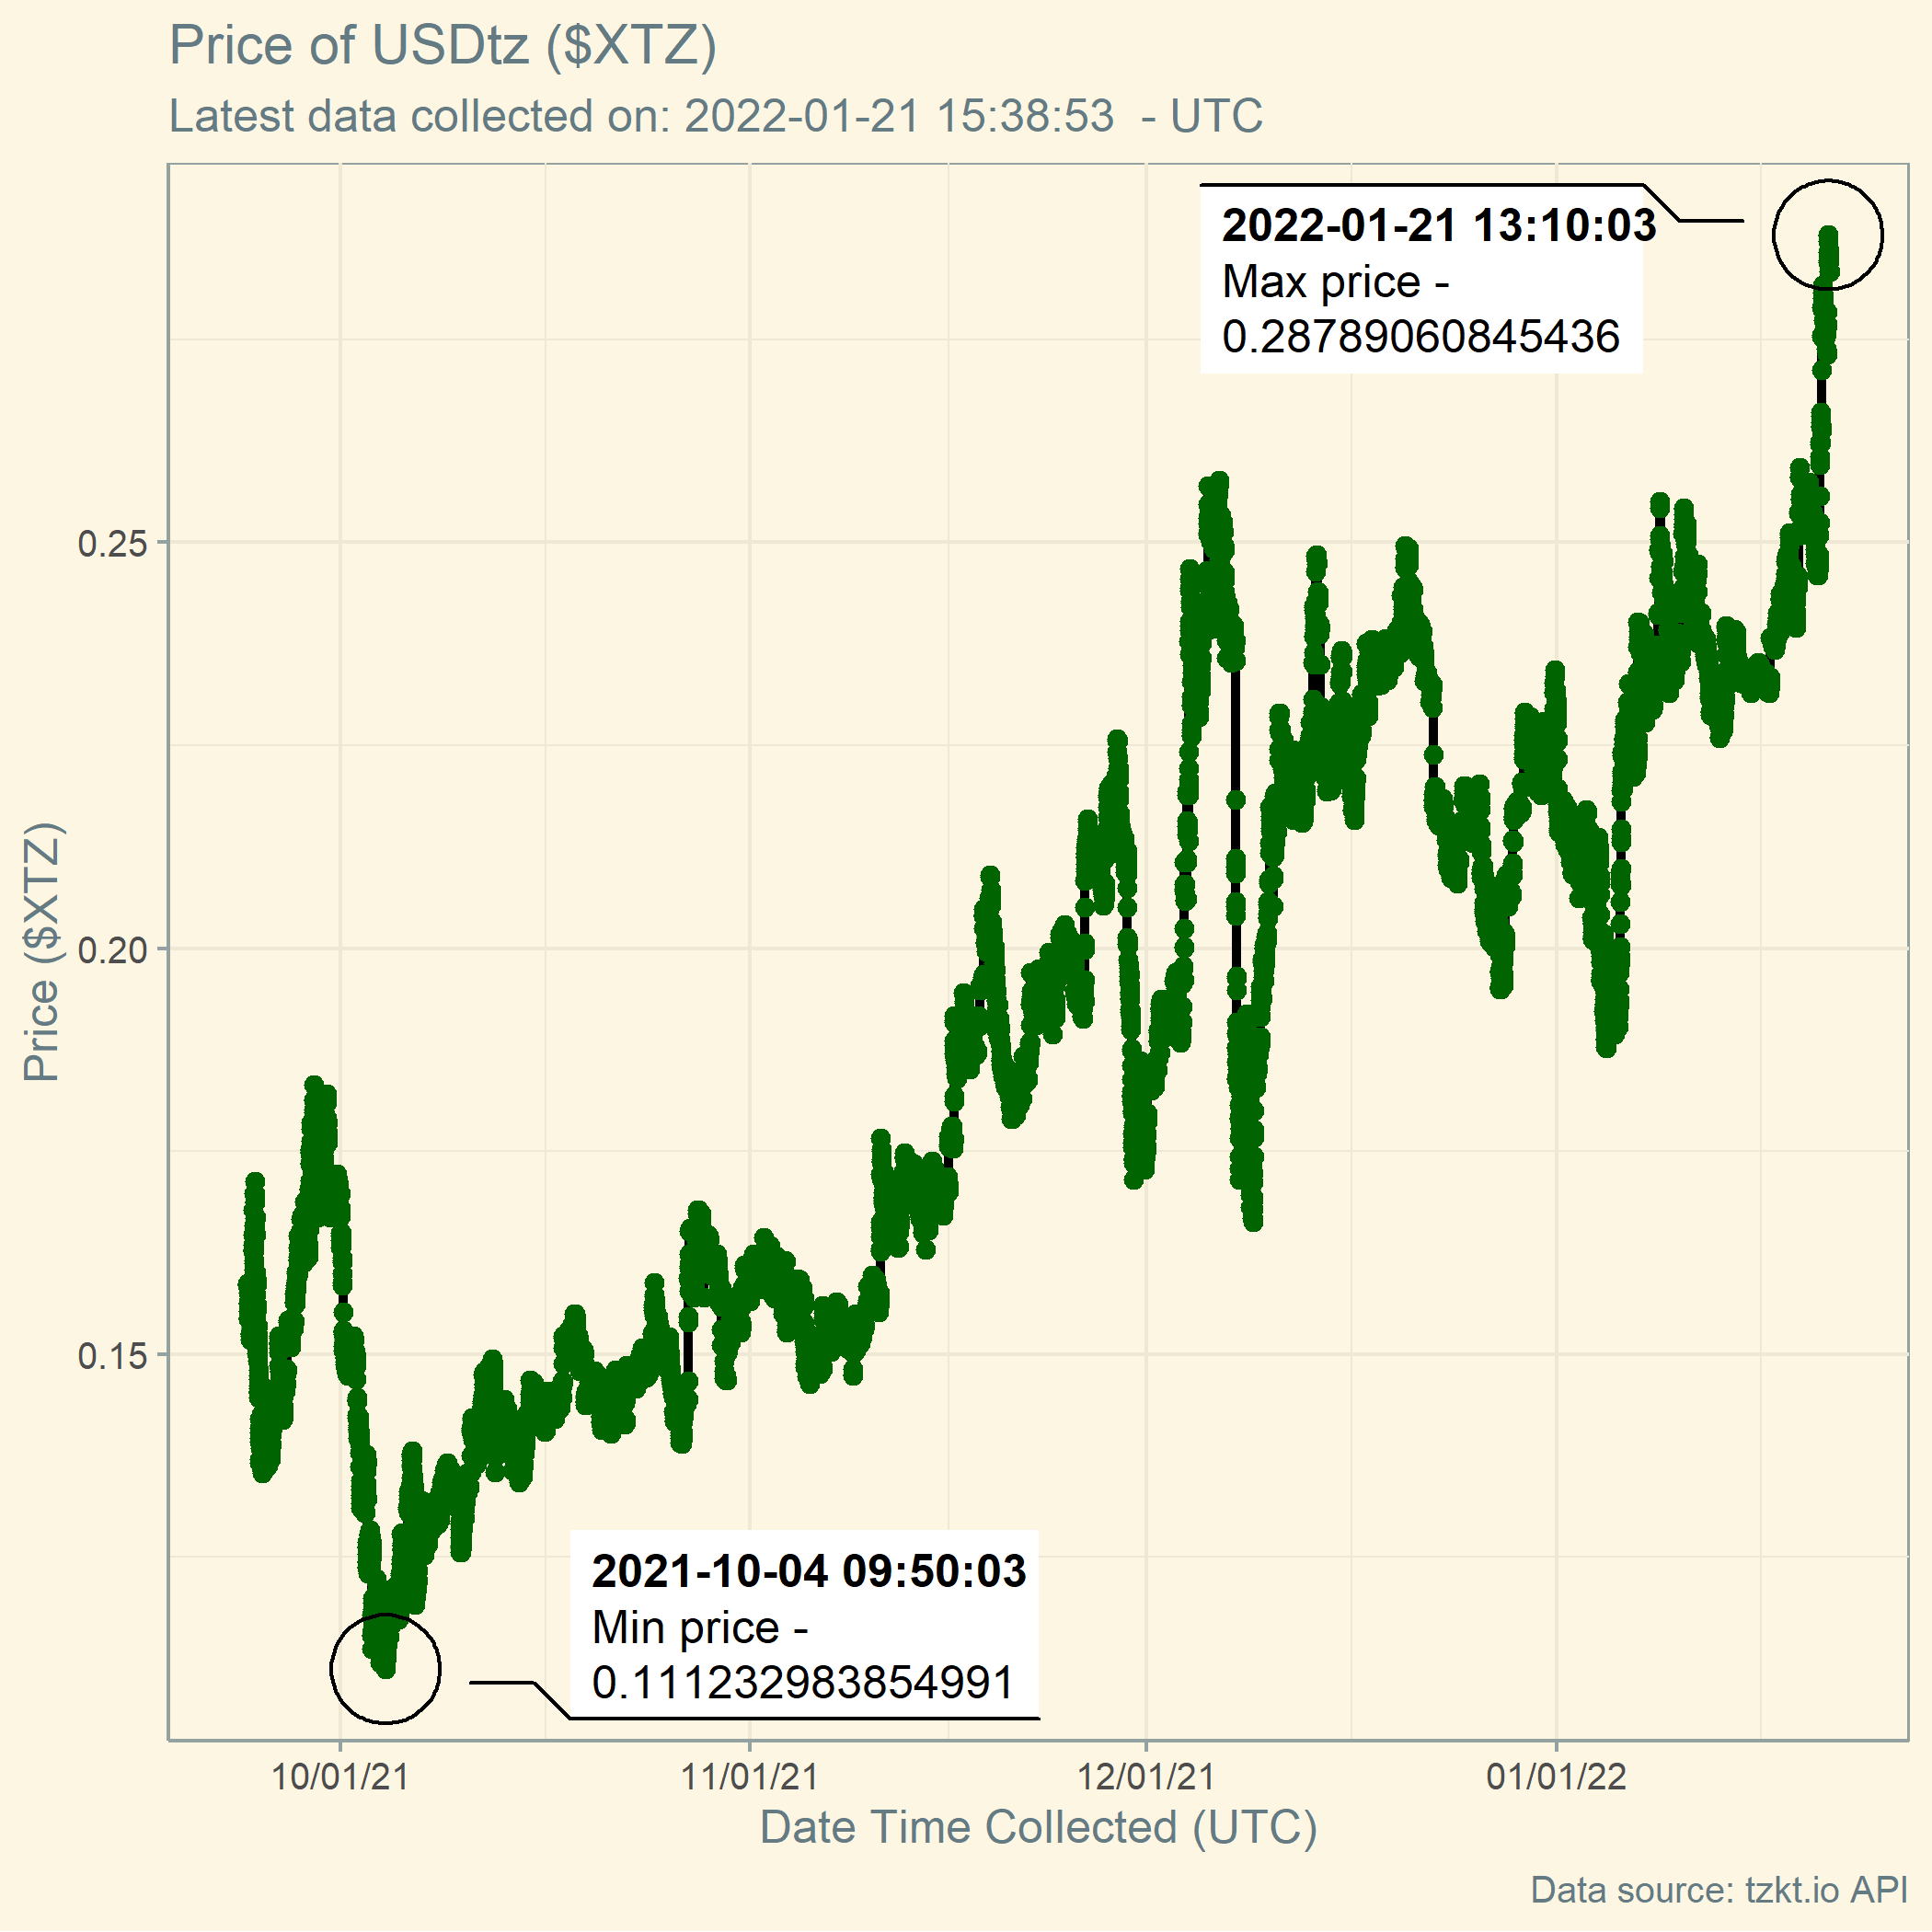 Price of USDtz ($XTZ)
Latest data collected on: 2022-01-21 15:38:53  - UTC
2022-01-21 13:10:03
Max price -
0.28789060845436
0.25
0.20
0.15
Price ($XTZ)
2021-10-04 09:50:03
Min price -
0.111232983854991
10/01/21
11/01/21
12/01/21
01/01/22
Date Time Collected (UTC)
Data source: tzkt.io API